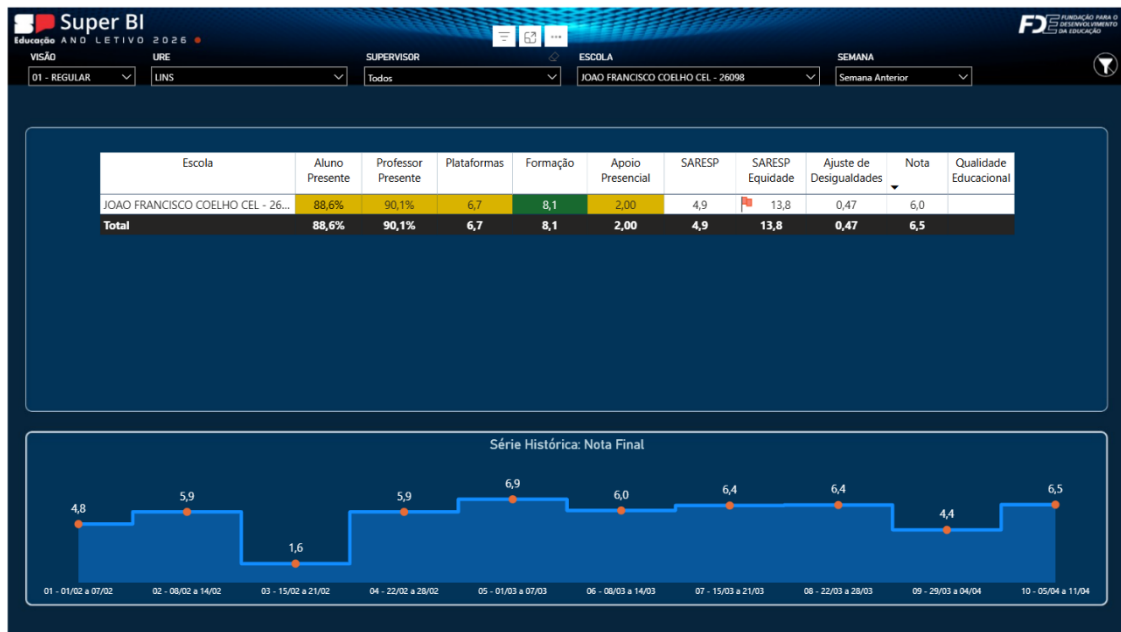 Super BI
Educação ANO LETIVO 2026
FDE FUNDAÇÃO PARA O DESENVOLVIMENTO DA EDUCAÇÃO
VISÃO URE SUPERVISOR ESCOLA SEMANA
01 - REGULAR LINS Todos JOAO FRANCISCO COELHO CEL - 26098 Semana Anterior
Escola Aluno Presente Professor Presente Plataformas Formação Apoio Presencial SARESP SARESP Equidade Ajuste de Desigualdades Nota Qualidade Educacional
JOAO FRANCISCO COELHO CEL - 26... 88,6% 90,1% 6,7 8,1 2,00 4,9 13,8 0,47 6,0
Total 88,6% 90,1% 6,7 8,1 2,00 4,9 13,8 0,47 6,5
Série Histórica: Nota Final
4,8 5,9 1,6 5,9 6,9 6,0 6,4 6,4 4,4 6,5
01 - 01/02 a 07/02 02 - 08/02 a 14/02 03 - 15/02 a 21/02 04 - 22/02 a 28/02 05 - 01/03 a 07/03 06 - 08/03 a 14/03 07 - 15/03 a 21/03 08 - 22/03 a 28/03 09 - 29/03 a 04/04 10 - 05/04 a 11/04